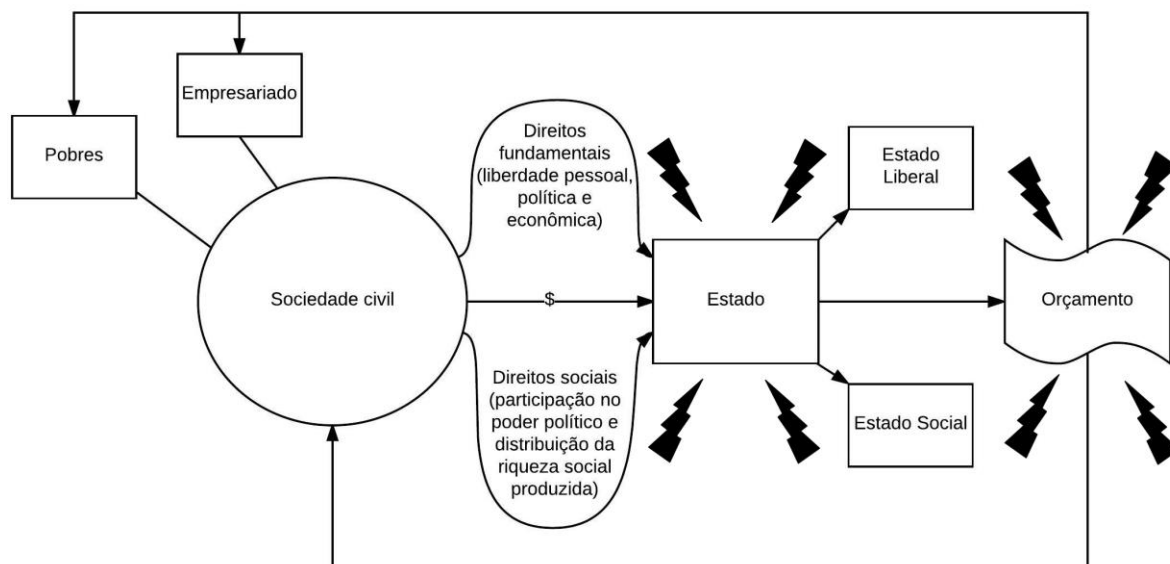 Empresariado
Pobres
Direitos
fundamentais
(liberdade pessoal,
política e
econômica)
Estado
Liberal
Sociedade civil
$
Estado
Orçamento
Direitos sociais
(participação no
poder político e
distribuição da
riqueza social
produzida)
Estado Social